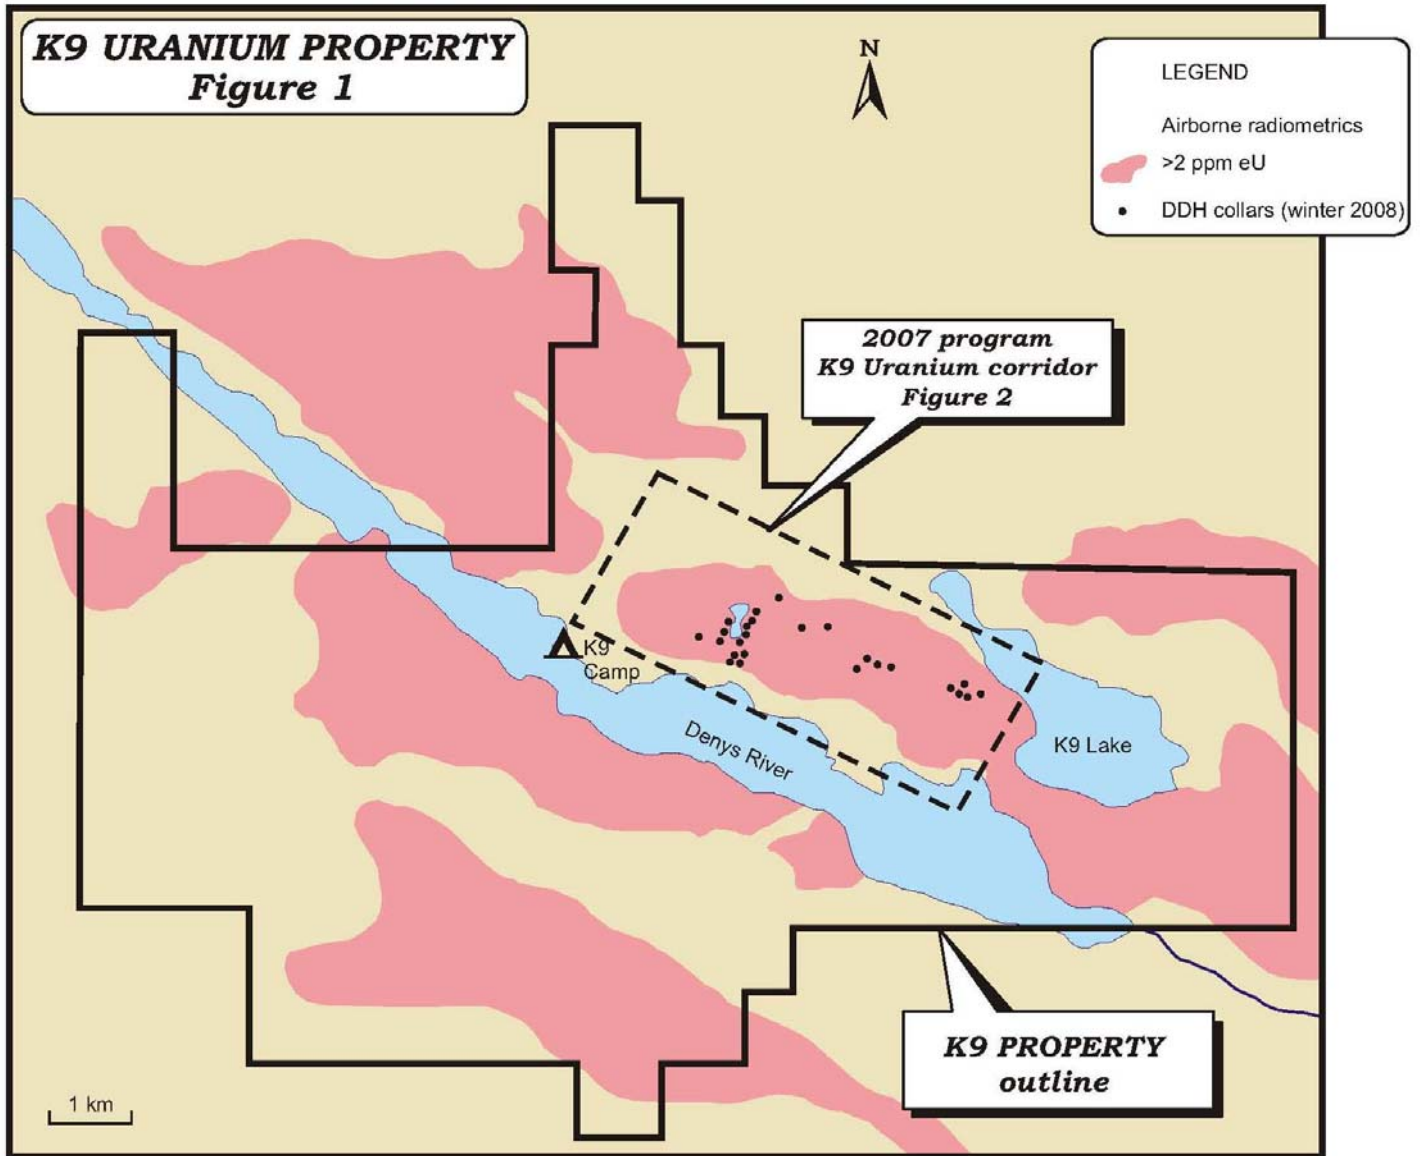 K9 URANIUM PROPERTY
Figure 1
N
LEGEND
Airborne radiometrics
>2 ppm eU
DDH collars (winter 2008)
2007 program
K9 Uranium corridor
Figure 2
K9
Camp
Denys River
K9 Lake
K9 PROPERTY
outline
1 km